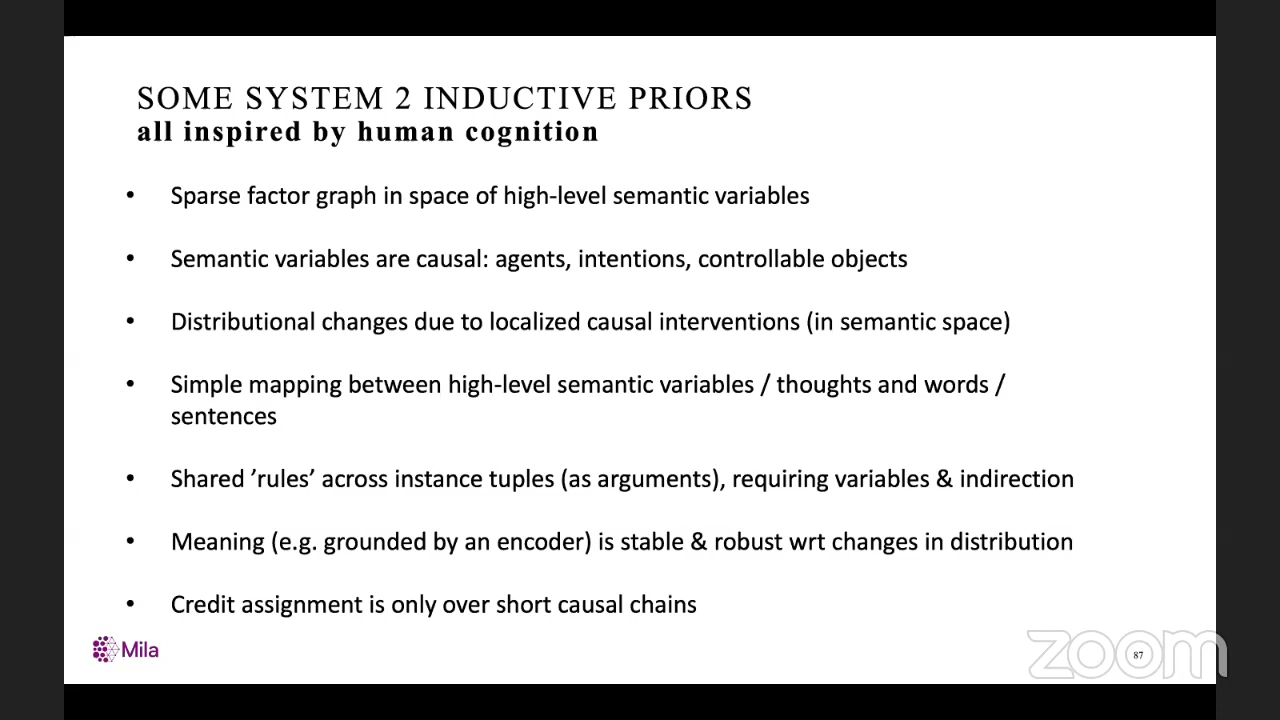 SOME SYSTEM 2 INDUCTIVE PRIORS
all inspired by human cognition
• Sparse factor graph in space of high-level semantic variables
• Semantic variables are causal: agents, intentions, controllable objects
• Distributional changes due to localized causal interventions (in semantic space)
• Simple mapping between high-level semantic variables / thoughts and words /
sentences
• Shared ’rules’ across instance tuples (as arguments), requiring variables & indirection
• Meaning (e.g. grounded by an encoder) is stable & robust wrt changes in distribution
• Credit assignment is only over short causal chains
Mila
zoom
87